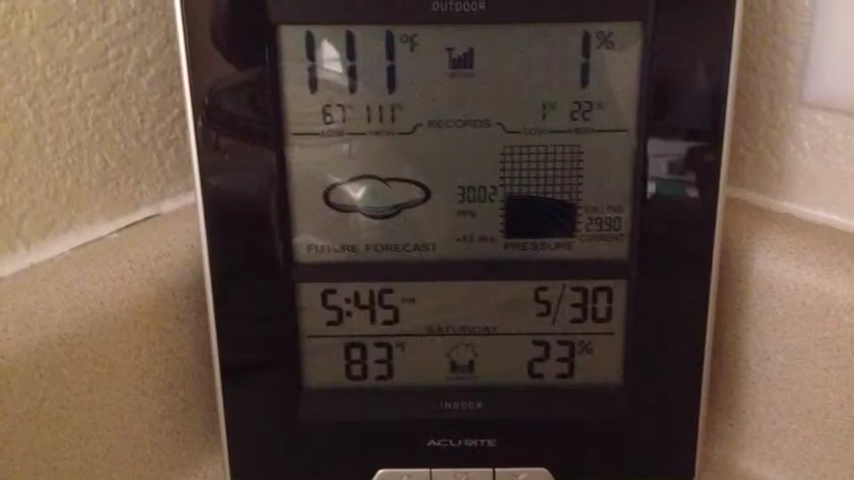 OUTDOOR
111°F 1%
67° 111° 1% 22%
LOW HIGH RECORDS LOW HIGH
30.02
FALLING
29.90
FUTURE FORECAST PRESSURE CURRENT
5:45 PM 5/30
SATURDAY
83°F 23%
INDOOR
ACURITE